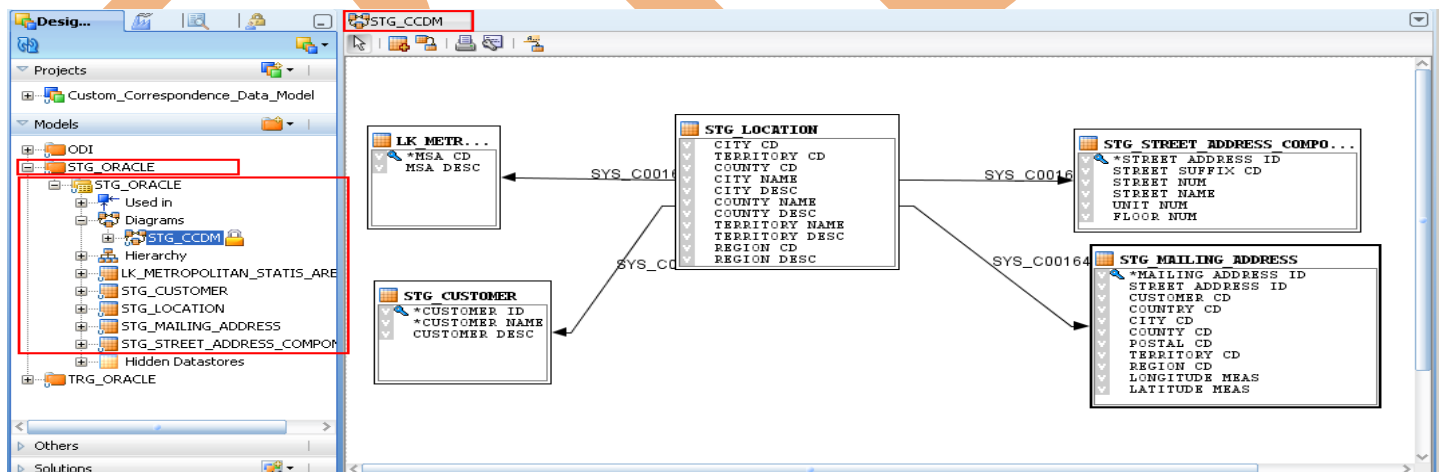 Desig...
Projects
Custom_Correspondence_Data_Model
Models
ODI
STG_ORACLE
STG_ORACLE
Used in
Diagrams
STG_CCDM
Hierarchy
LK_METROPOLITAN_STATIS_ARE
STG_CUSTOMER
STG_LOCATION
STG_MAILING_ADDRESS
STG_STREET_ADDRESS_COMPON
Hidden Datastores
TRG_ORACLE
Others
Solutions
STG_CCDM
LK_METR...
*MSA CD
MSA DESC
SYS_C0016
STG_LOCATION
CITY CD
TERRITORY CD
COUNTY CD
CITY NAME
CITY DESC
COUNTY NAME
COUNTY DESC
TERRITORY NAME
TERRITORY DESC
REGION CD
REGION DESC
SYS_C0016
STG_STREET_ADDRESS_COMPO...
*STREET ADDRESS ID
STREET SUFFIX CD
STREET NUM
STREET NAME
UNIT NUM
FLOOR NUM
SYS_C0
STG_CUSTOMER
*CUSTOMER ID
*CUSTOMER NAME
CUSTOMER DESC
SYS_C00164
STG_MAILING_ADDRESS
*MAILING ADDRESS ID
STREET ADDRESS ID
CUSTOMER CD
COUNTRY CD
CITY CD
COUNTY CD
POSTAL CD
TERRITORY CD
REGION CD
LONGITUDE MEAS
LATITUDE MEAS